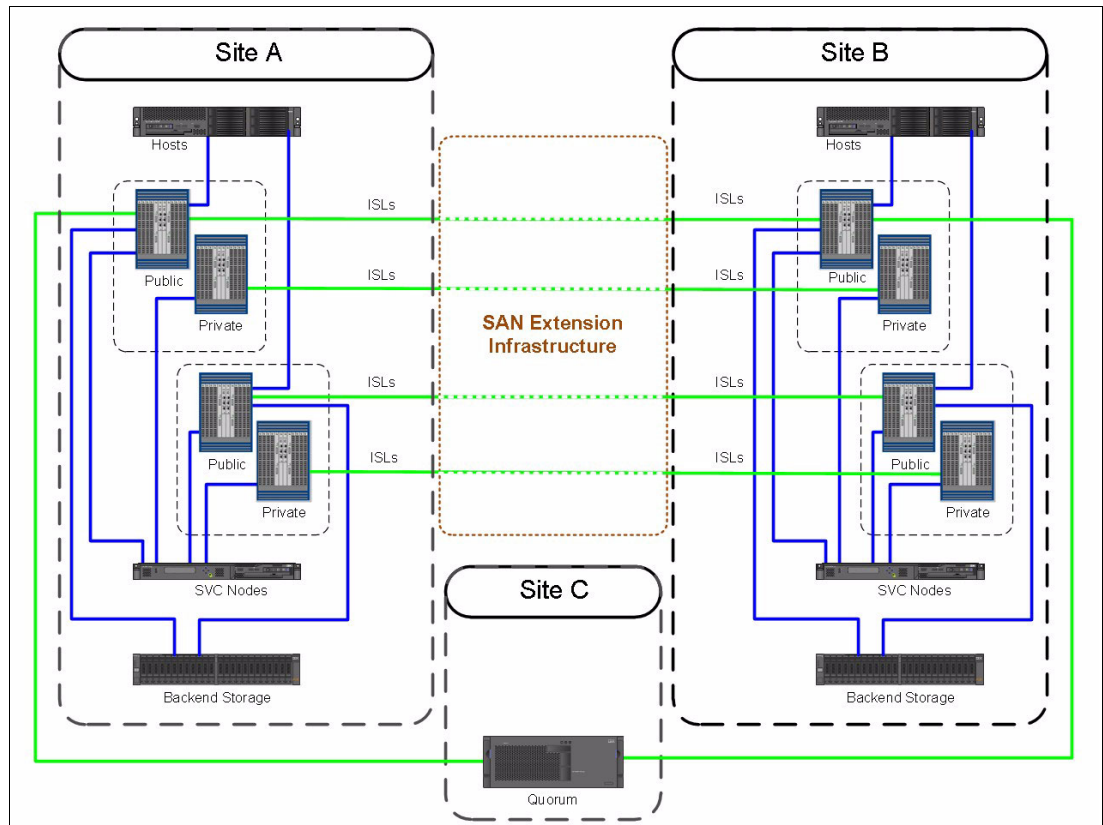 Site A
Site B
Hosts
Hosts
ISLs
ISLs
Public
Public
ISLs
ISLs
Private
Private
SAN Extension
Infrastructure
ISLs
ISLs
Public
Public
ISLs
ISLs
Private
Private
SVC Nodes
SVC Nodes
Site C
Backend Storage
Backend Storage
Quorum